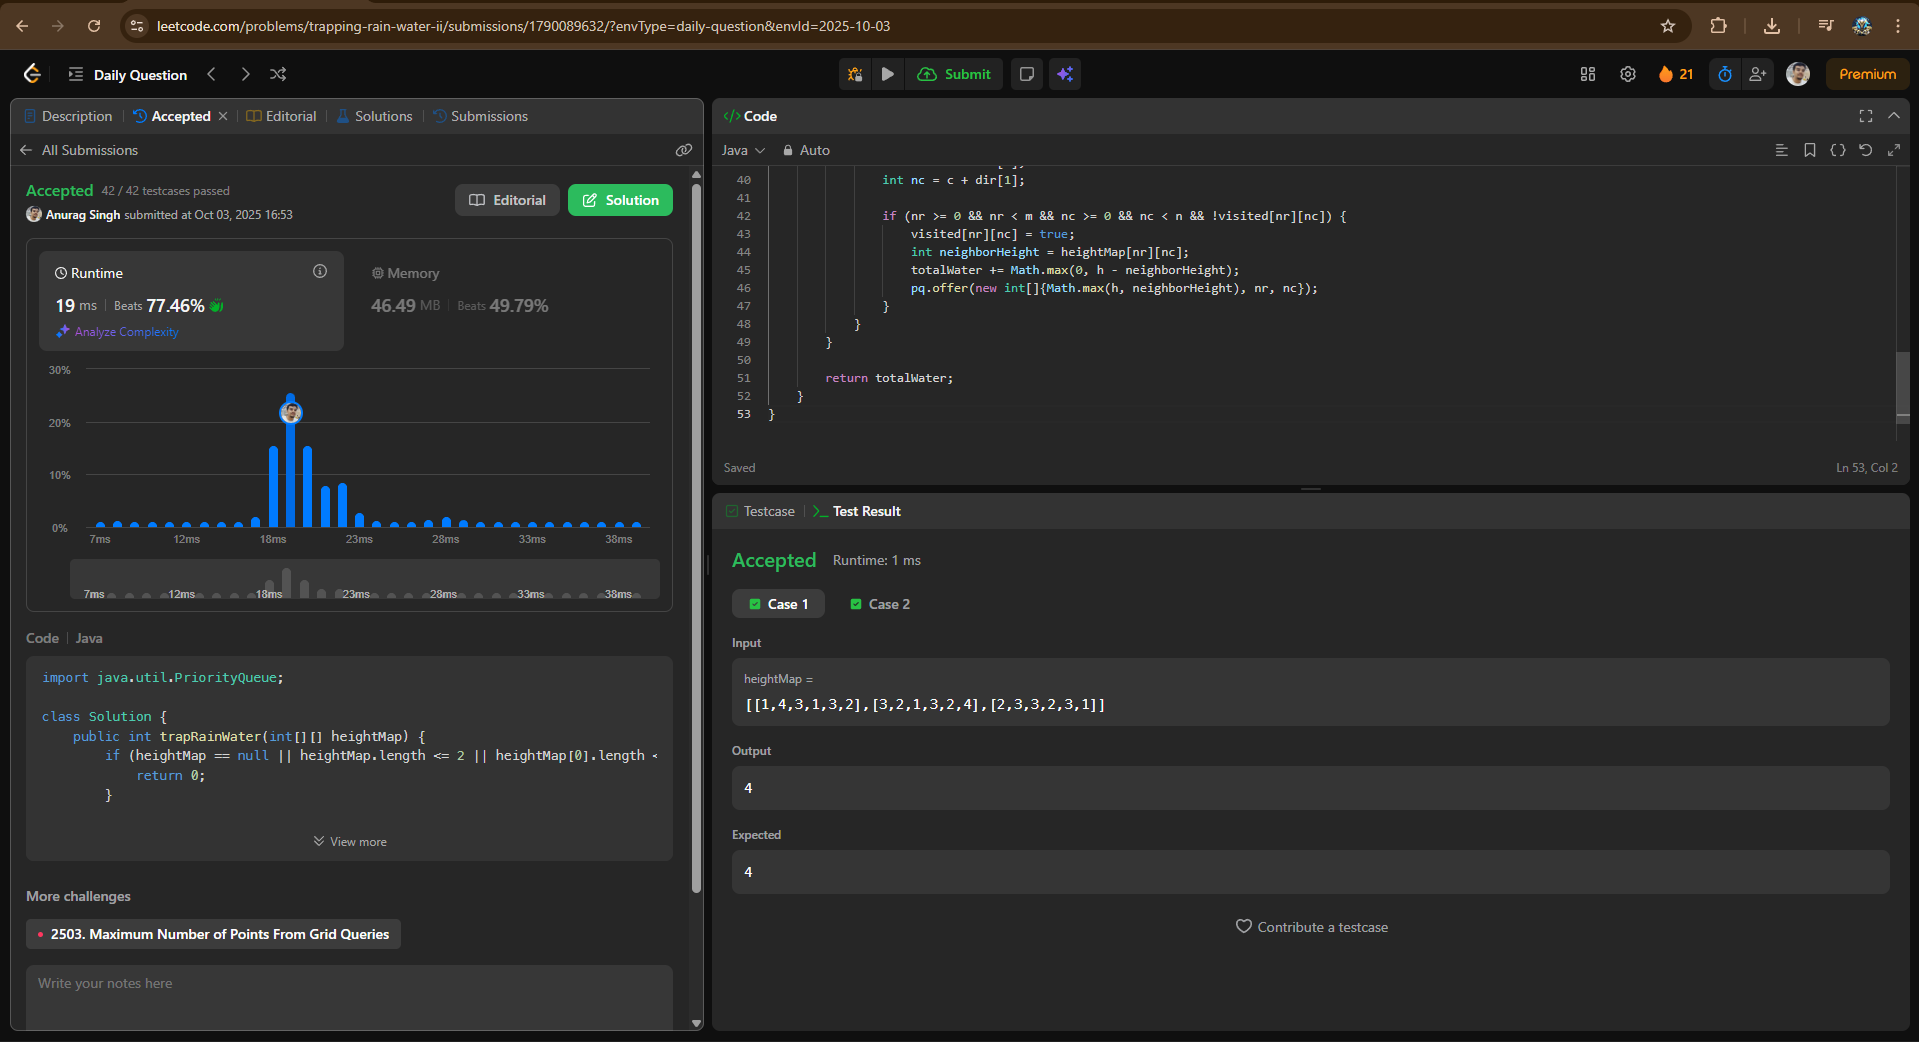 leetcode.com/problems/trapping-rain-water-ii/submissions/1790089632/?envType=daily-question&envId=2025-10-03
Daily Question
Submit
21
Premium
Description
Accepted
Editorial
Solutions
Submissions
All Submissions
Accepted 42 / 42 testcases passed
Anurag Singh submitted at Oct 03, 2025 16:53
Editorial
Solution
Runtime
19 ms Beats 77.46%
Analyze Complexity
Memory
46.49 MB Beats 49.79%
30%
20%
10%
0%
7ms 12ms 18ms 23ms 28ms 33ms 38ms
7ms 12ms 18ms 23ms 28ms 33ms 38ms
Code Java
import java.util.PriorityQueue;
class Solution {
public int trapRainWater(int[][] heightMap) {
if (heightMap == null || heightMap.length <= 2 || heightMap[0].length <
return 0;
}
View more
More challenges
2503. Maximum Number of Points From Grid Queries
Write your notes here
</> Code
Java Auto
40 int nc = c + dir[1];
41
42 if (nr >= 0 && nr < m && nc >= 0 && nc < n && !visited[nr][nc]) {
43 visited[nr][nc] = true;
44 int neighborHeight = heightMap[nr][nc];
45 totalWater += Math.max(0, h - neighborHeight);
46 pq.offer(new int[]{Math.max(h, neighborHeight), nr, nc});
47 }
48 }
49 }
50
51 return totalWater;
52 }
53 }
Saved
Ln 53, Col 2
Testcase
Test Result
Accepted Runtime: 1 ms
Case 1
Case 2
Input
heightMap =
[[1,4,3,1,3,2],[3,2,1,3,2,4],[2,3,3,2,3,1]]
Output
4
Expected
4
Contribute a testcase